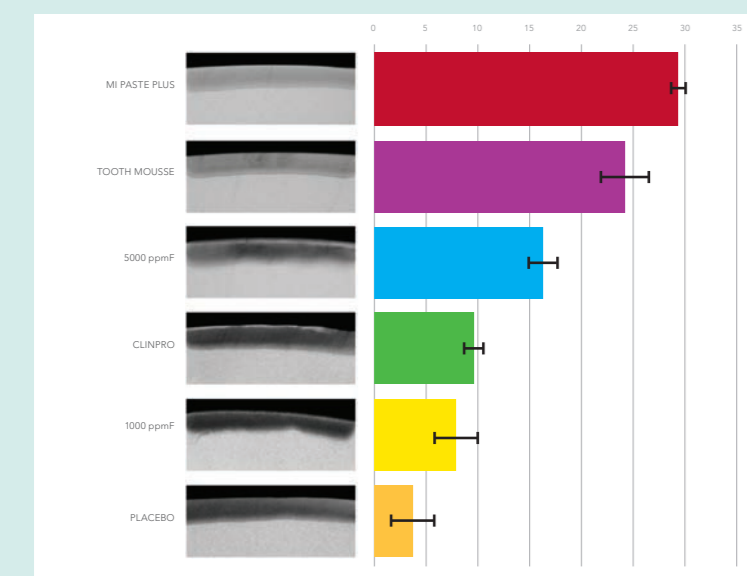 0 5 10 15 20 25 30 35
MI PASTE PLUS
TOOTH MOUSSE
5000 ppmF
CLINPRO
1000 ppmF
PLACEBO